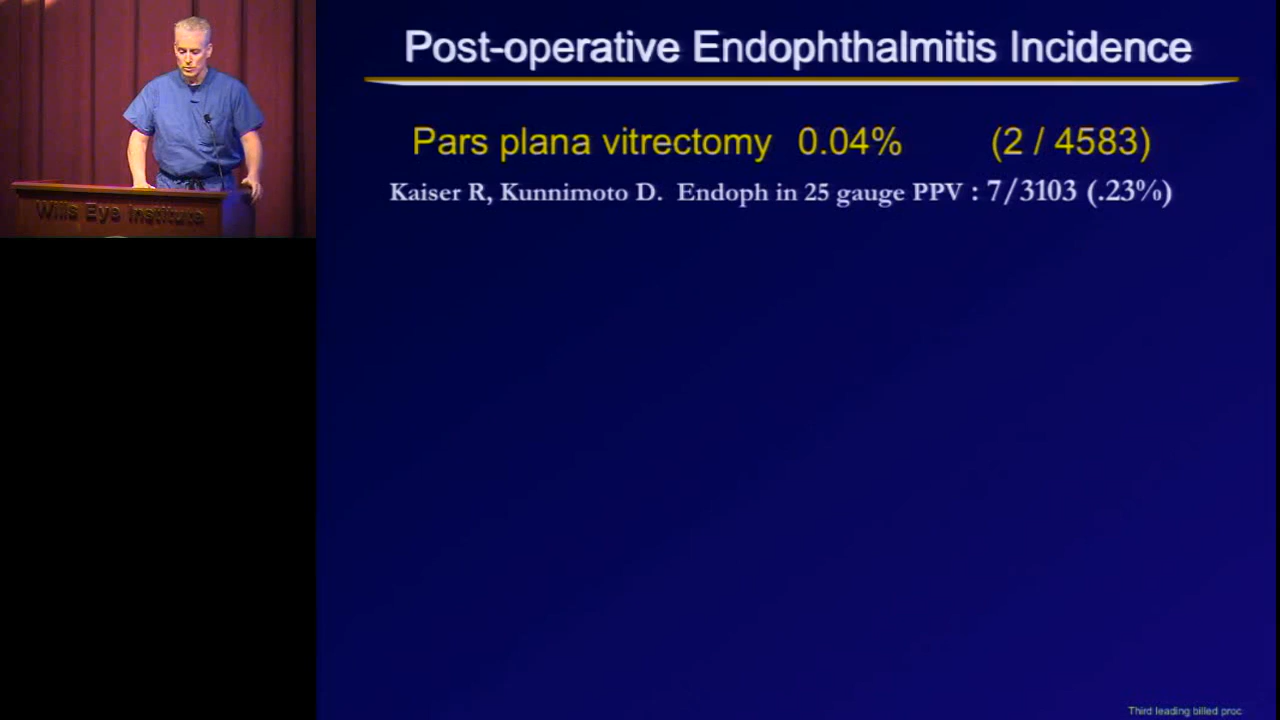 Post-operative Endophthalmitis Incidence
Pars plana vitrectomy 0.04% (2 / 4583)
Kaiser R, Kunnimoto D. Endoph in 25 gauge PPV : 7/3103 (.23%)
Wills Eye Institute
Third leading billed proc